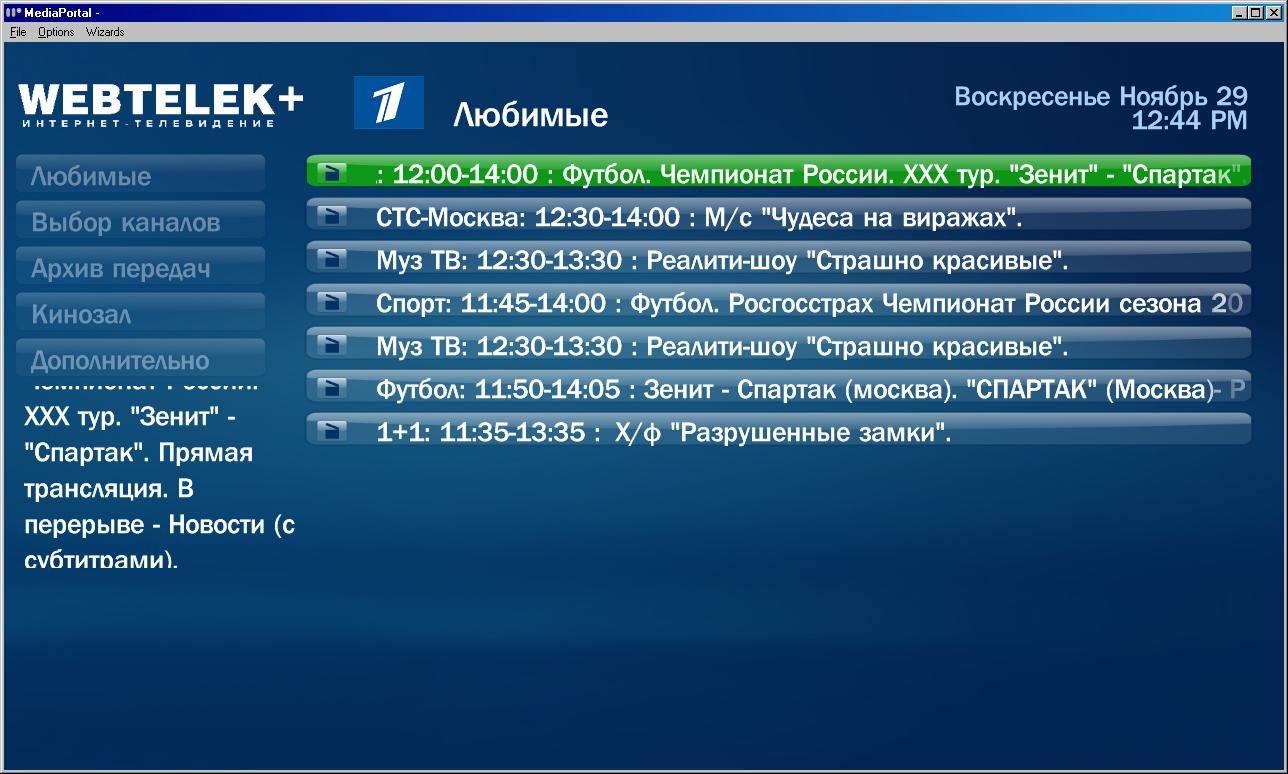 MediaPortal -
File Options Wizards
WEBTELEK+
ИНТЕРНЕТ-ТЕЛЕВИДЕНИЕ
1
Любимые
Воскресенье Ноябрь 29
12:44 PM
Любимые
Выбор каналов
Архив передач
Кинозал
Дополнительно
Чемпионат России.
XXX тур. "Зенит" -
"Спартак". Прямая
трансляция. В
перерыве - Новости (с
субтитрами).
: 12:00-14:00 : Футбол. Чемпионат России. XXX тур. "Зенит" - "Спартак".
СТС-Москва: 12:30-14:00 : М/с "Чудеса на виражах".
Муз ТВ: 12:30-13:30 : Реалити-шоу "Страшно красивые".
Спорт: 11:45-14:00 : Футбол. Росгосстрах Чемпионат России сезона 20
Муз ТВ: 12:30-13:30 : Реалити-шоу "Страшно красивые".
Футбол: 11:50-14:05 : Зенит - Спартак (москва). "СПАРТАК" (Москва)- Р
1+1: 11:35-13:35 : Х/ф "Разрушенные замки".